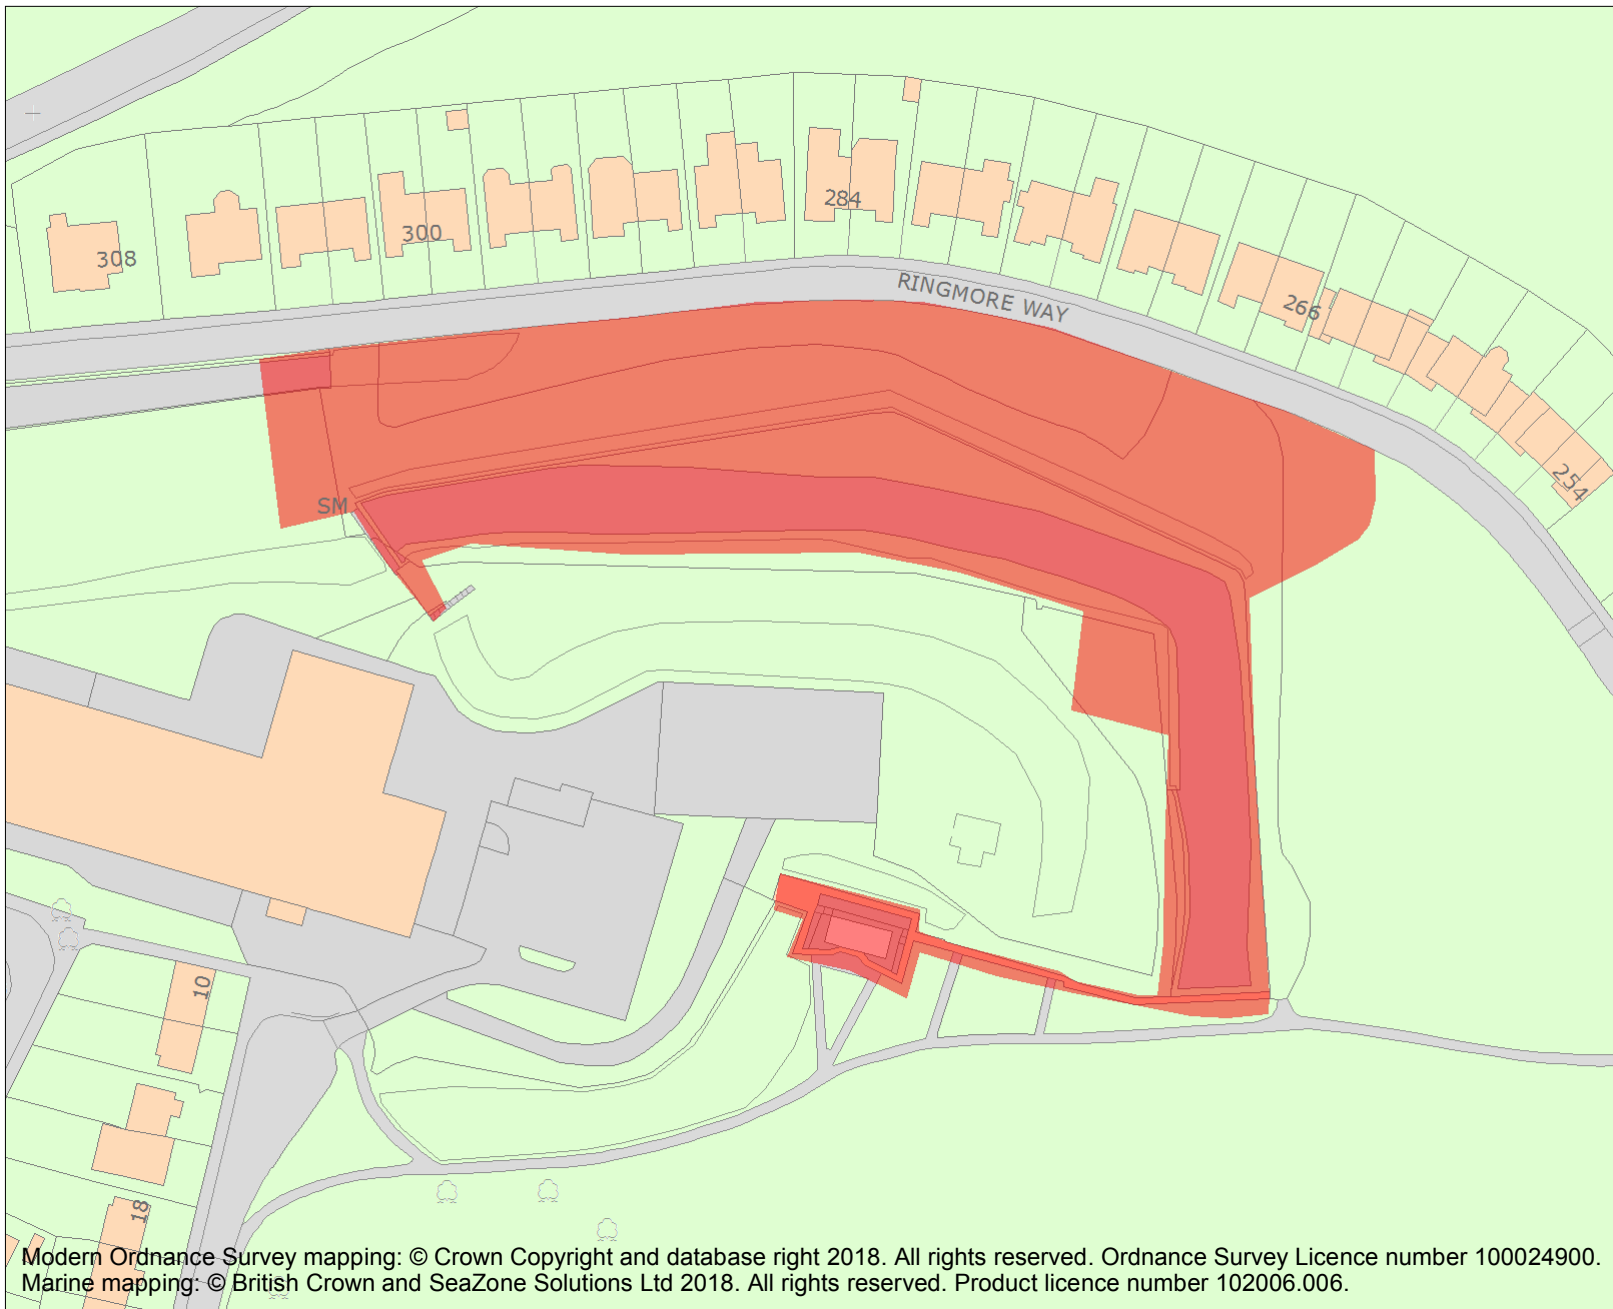 308
300
284
RINGMORE WAY
266
254
SM
10
18
Modern Ordnance Survey mapping: © Crown Copyright and database right 2018. All rights reserved. Ordnance Survey Licence number 100024900.
Marine mapping: © British Crown and SeaZone Solutions Ltd 2018. All rights reserved. Product licence number 102006.006.